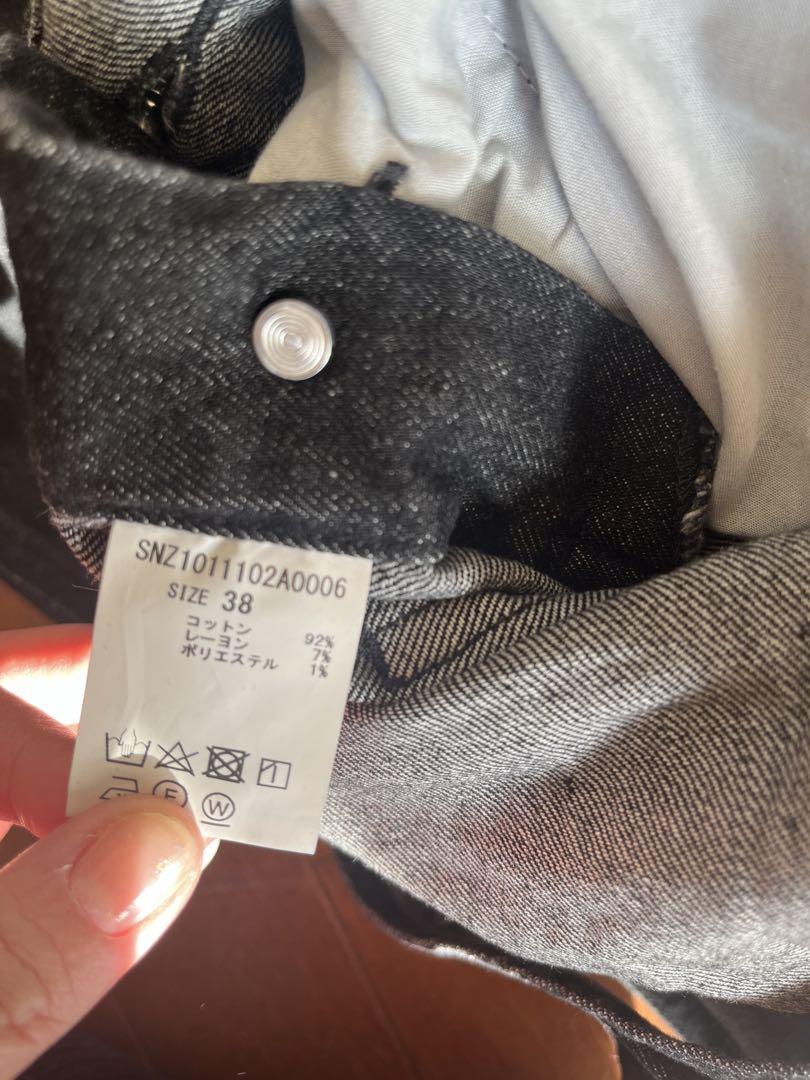 SNZ1011102A0006
SIZE 38
コットン 92%
レーヨン 7%
ポリエステル 1%
W